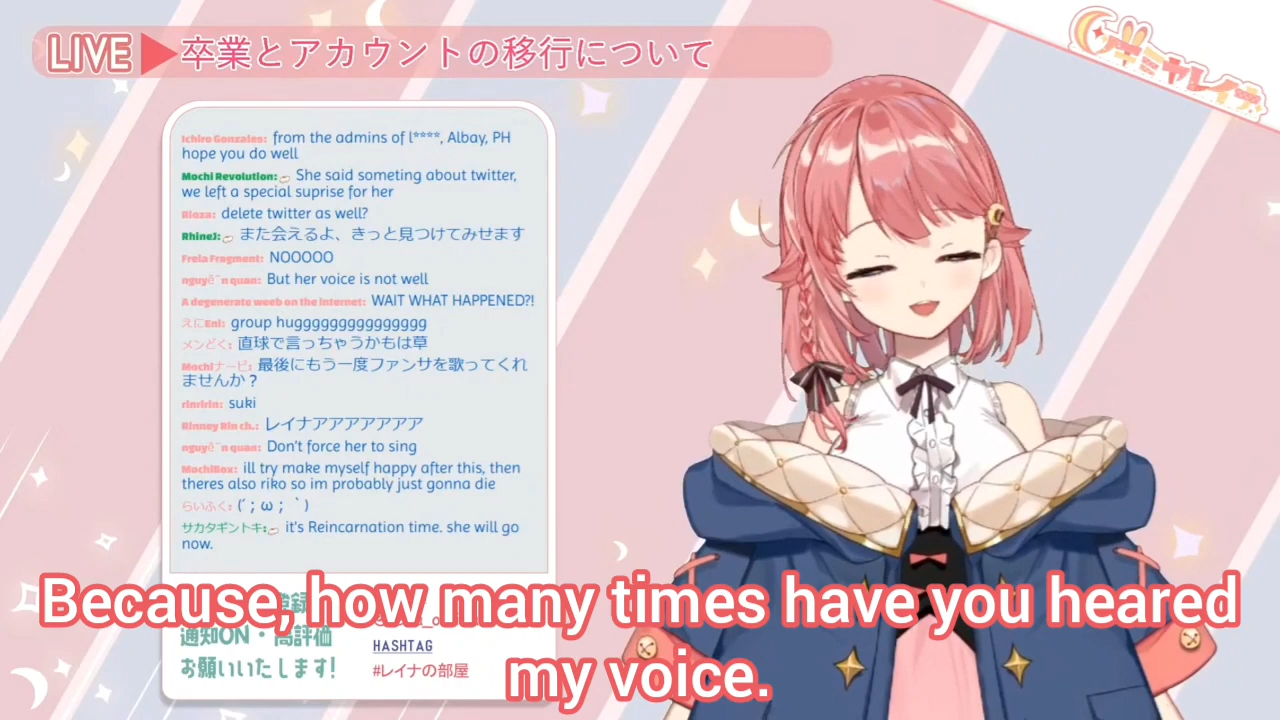 LIVE 卒業とアカウントの移行について
ウサミヤレイナ
Ichiro Gonzales: from the admins of l****, Albay, PH
hope you do well
Mochi Revolution: She said someting about twitter,
we left a special suprise for her
Riaza: delete twitter as well?
RhineJ: また会えるよ、きっと見つけてみせます
Frela Fragment: NOOOOO
nguyễn quan: But her voice is not well
A degenerate weeb on the internet: WAIT WHAT HAPPENED?!
えにEni: group huggggggggggggggg
メンどく: 直球で言っちゃうかもは草
Mochiナービ: 最後にもう一度ファンサを歌ってくれ
ませんか？
rinririn: suki
Rinnoy Rin ch.: レイナアアアアアアア
nguyễn quan: Don't force her to sing
MochiBox: ill try make myself happy after this, then
theres also riko so im probably just gonna die
らいふく: (´；ω；｀)
サカタギントキ: it's Reincarnation time. she will go
now.
Because, how many times have you heared
my voice.
通知ON・高評価
お願いいたします!
HASHTAG
#レイナの部屋